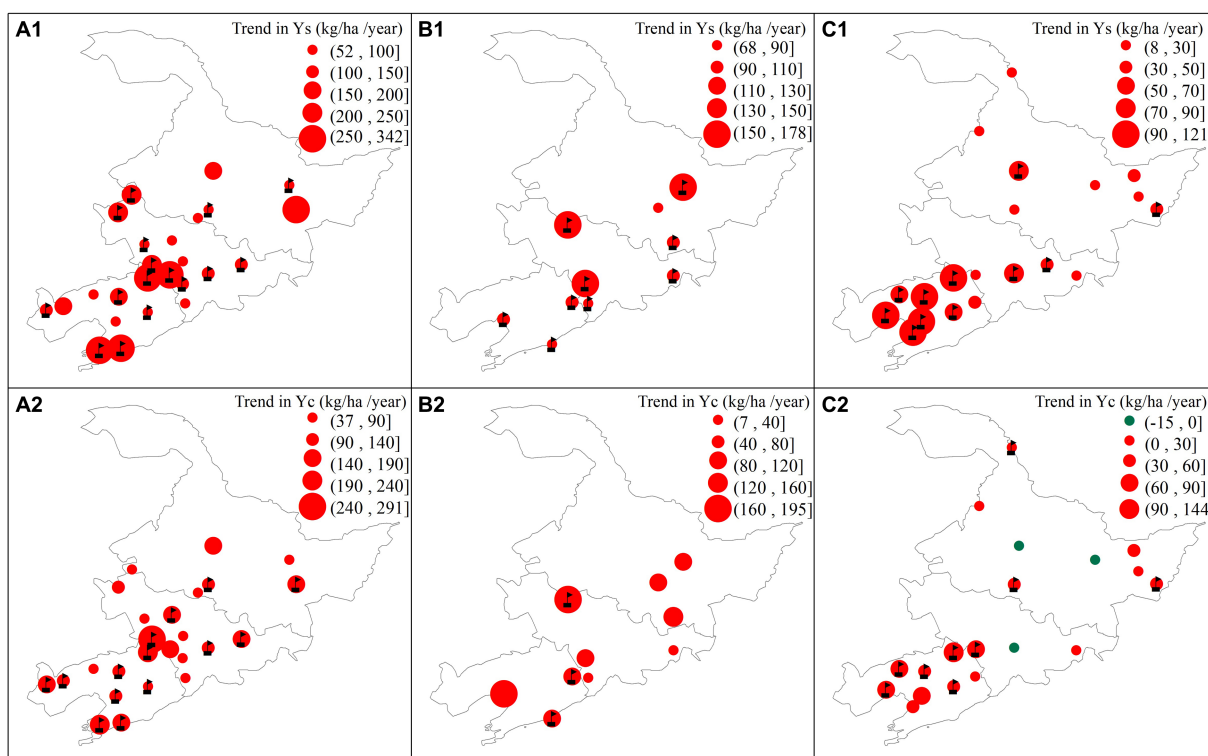 A1
Trend in Ys (kg/ha /year)
(52 , 100]
(100 , 150]
(150 , 200]
(200 , 250]
(250 , 342]
B1
Trend in Ys (kg/ha /year)
(68 , 90]
(90 , 110]
(110 , 130]
(130 , 150]
(150 , 178]
C1
Trend in Ys (kg/ha /year)
(8 , 30]
(30 , 50]
(50 , 70]
(70 , 90]
(90 , 121]
A2
Trend in Yc (kg/ha /year)
(37 , 90]
(90 , 140]
(140 , 190]
(190 , 240]
(240 , 291]
B2
Trend in Yc (kg/ha /year)
(7 , 40]
(40 , 80]
(80 , 120]
(120 , 160]
(160 , 195]
C2
Trend in Yc (kg/ha /year)
(-15 , 0]
(0 , 30]
(30 , 60]
(60 , 90]
(90 , 144]